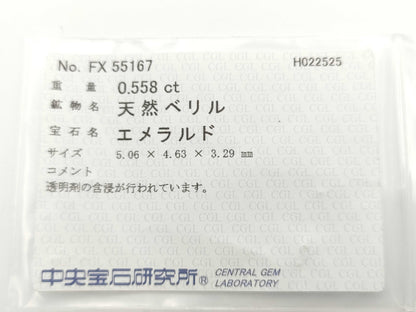 No. FX 55167 H022525
重量 0.558 ct
鉱物名 天然ベリル
宝石名 エメラルド
サイズ 5.06 × 4.63 × 3.29 mm
コメント
透明剤の含浸が行われています。
中央宝石研究所® CENTRAL GEM
LABORATORY